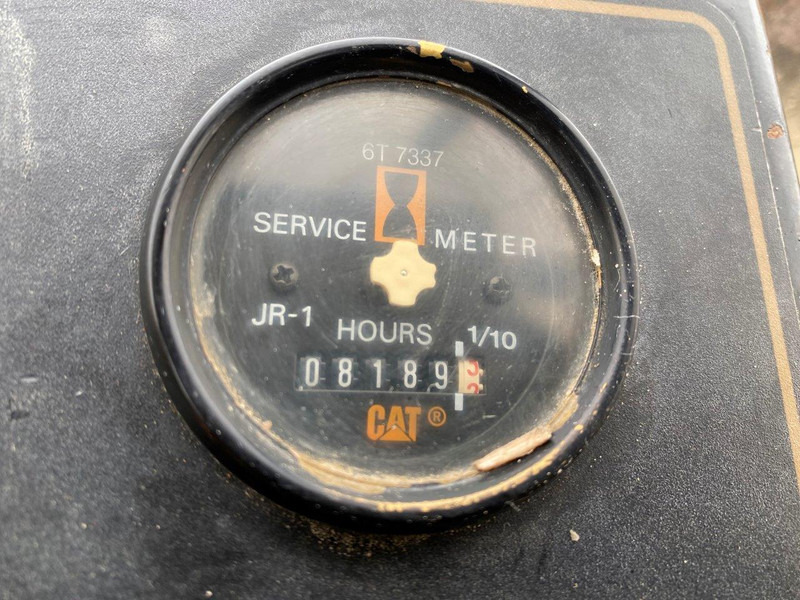 6T 7337
SERVICE METER
JR-1 HOURS 1/10
08189
CAT®